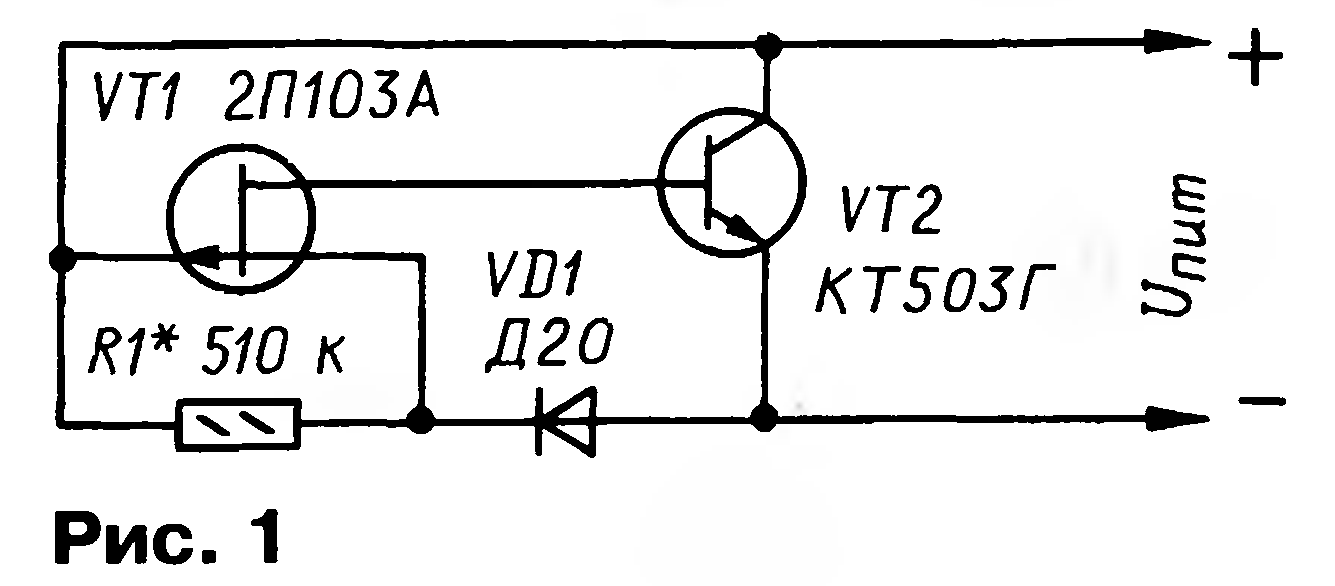 +
VT1 2П103А
VT2
КТ503Г
Uпит
VD1
Д20
R1* 510 к
−
Рис. 1